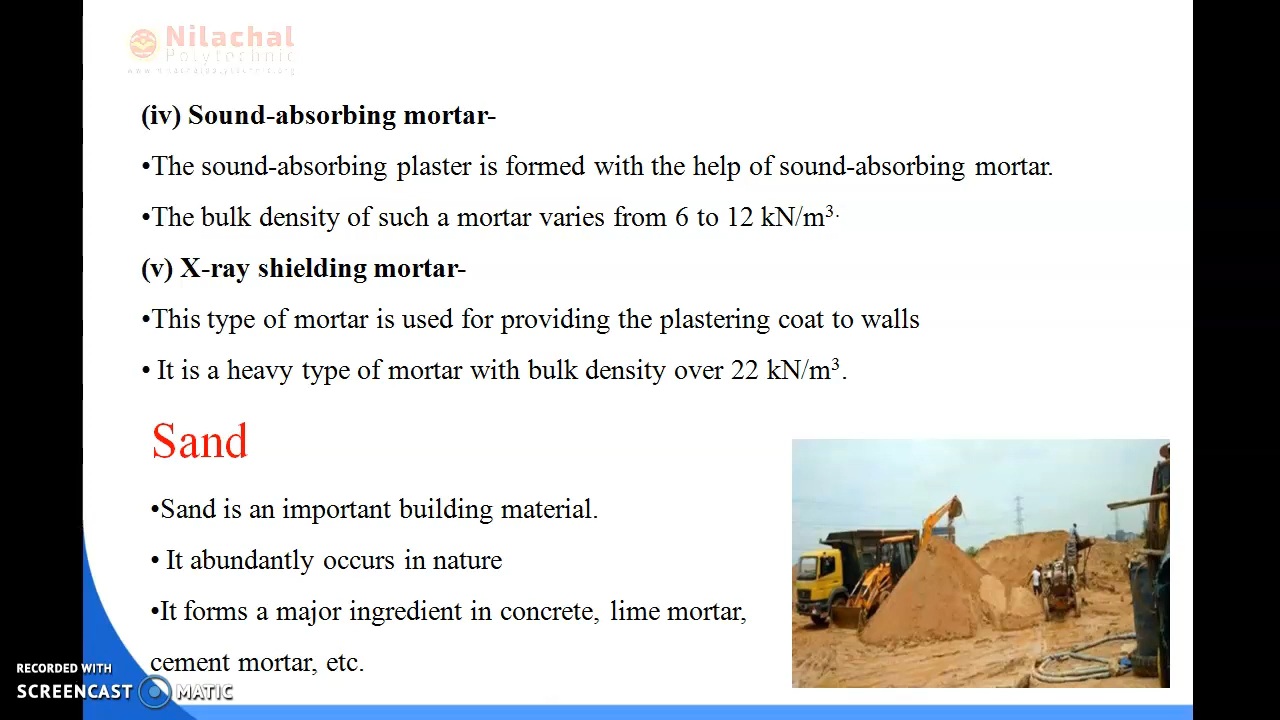 Nilachal
Polytechnic
www.nilachalpolytechnic.org
(iv) Sound-absorbing mortar-
•The sound-absorbing plaster is formed with the help of sound-absorbing mortar.
•The bulk density of such a mortar varies from 6 to 12 kN/m³·
(v) X-ray shielding mortar-
•This type of mortar is used for providing the plastering coat to walls
• It is a heavy type of mortar with bulk density over 22 kN/m³.
Sand
•Sand is an important building material.
• It abundantly occurs in nature
•It forms a major ingredient in concrete, lime mortar,
cement mortar, etc.
RECORDED WITH
SCREENCAST MATIC